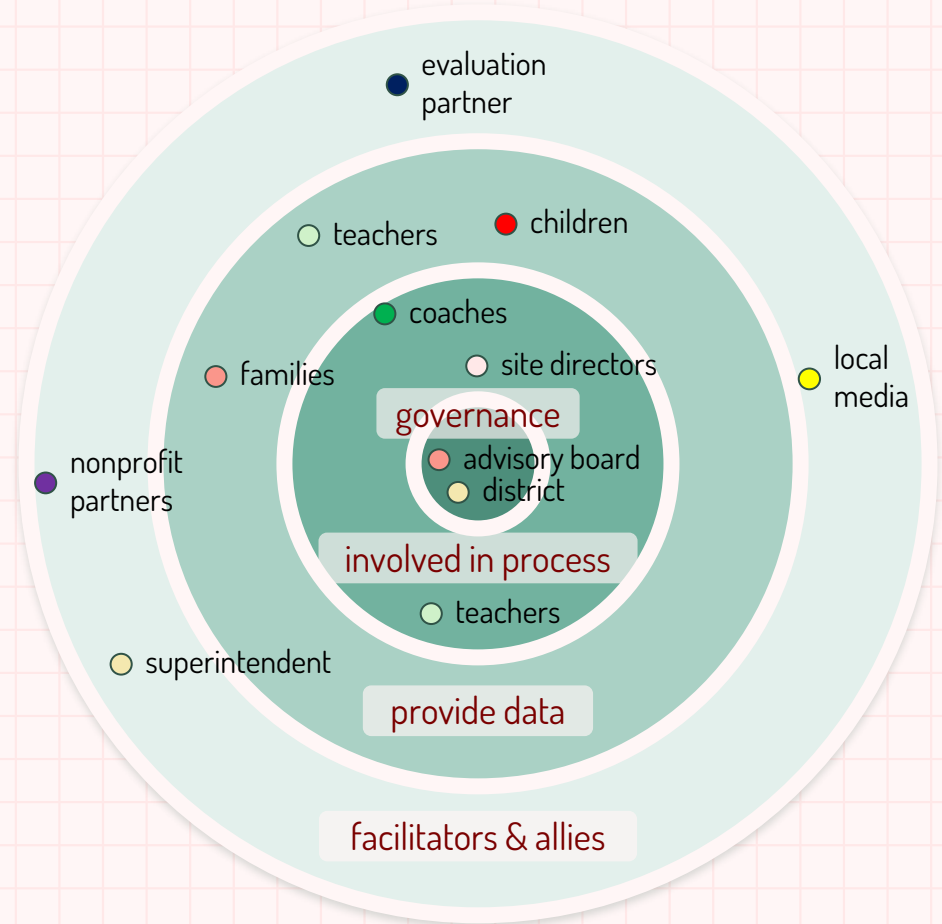 evaluation
partner
children
teachers
coaches
local
media
site directors
families
governance
advisory board
nonprofit
partners
district
involved in process
teachers
superintendent
provide data
facilitators & allies